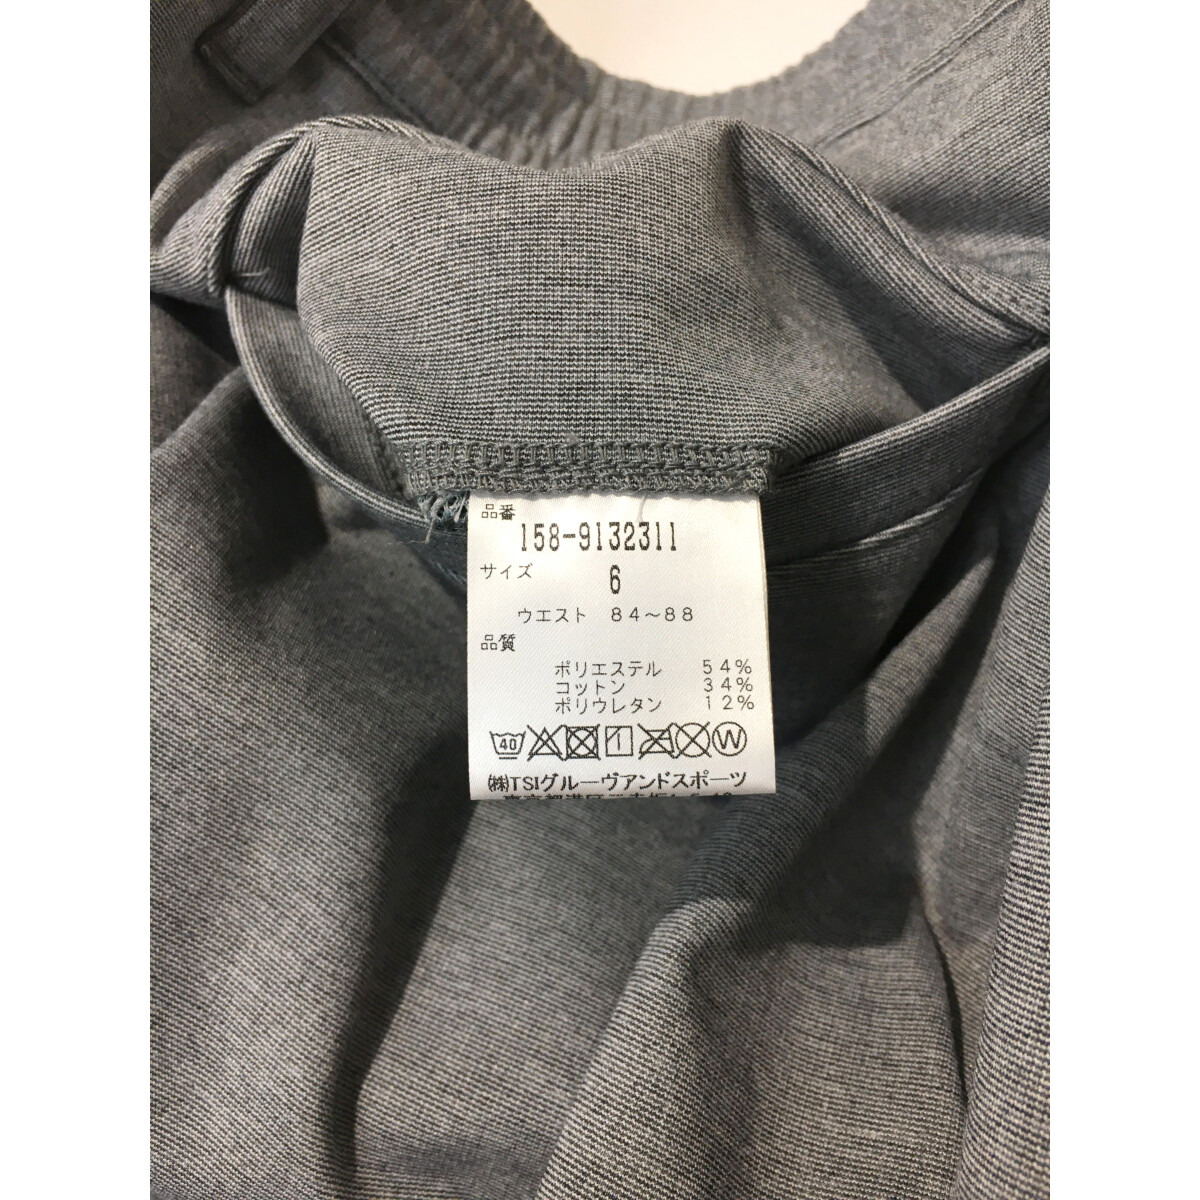 品番
158-9132311
サイズ 6
ウエスト 84～88
品質
ポリエステル 54%
コットン 34%
ポリウレタン 12%
40 W
㈱TSIグルーヴアンドスポーツ